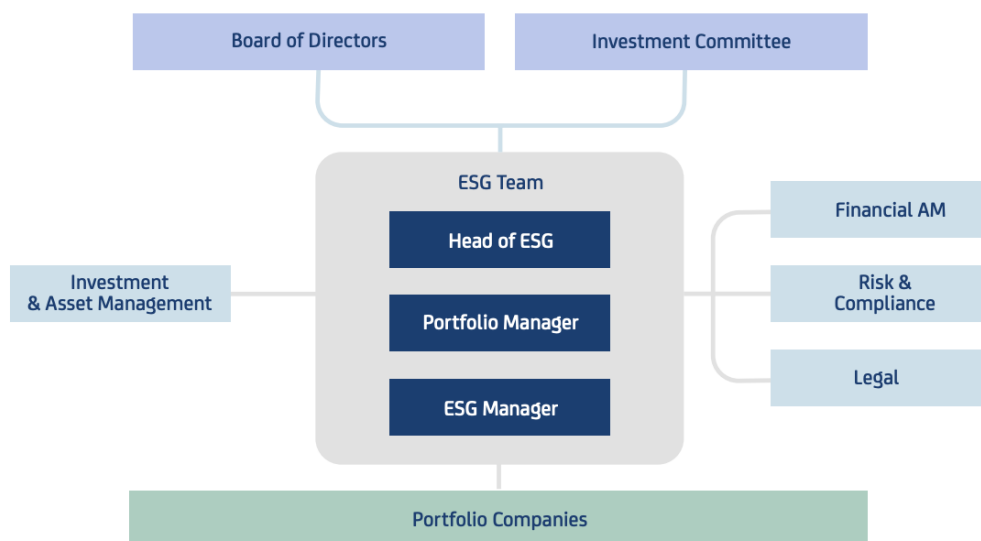 Board of Directors
Investment Committee
ESG Team
Head of ESG
Portfolio Manager
ESG Manager
Investment
& Asset Management
Financial AM
Risk &
Compliance
Legal
Portfolio Companies